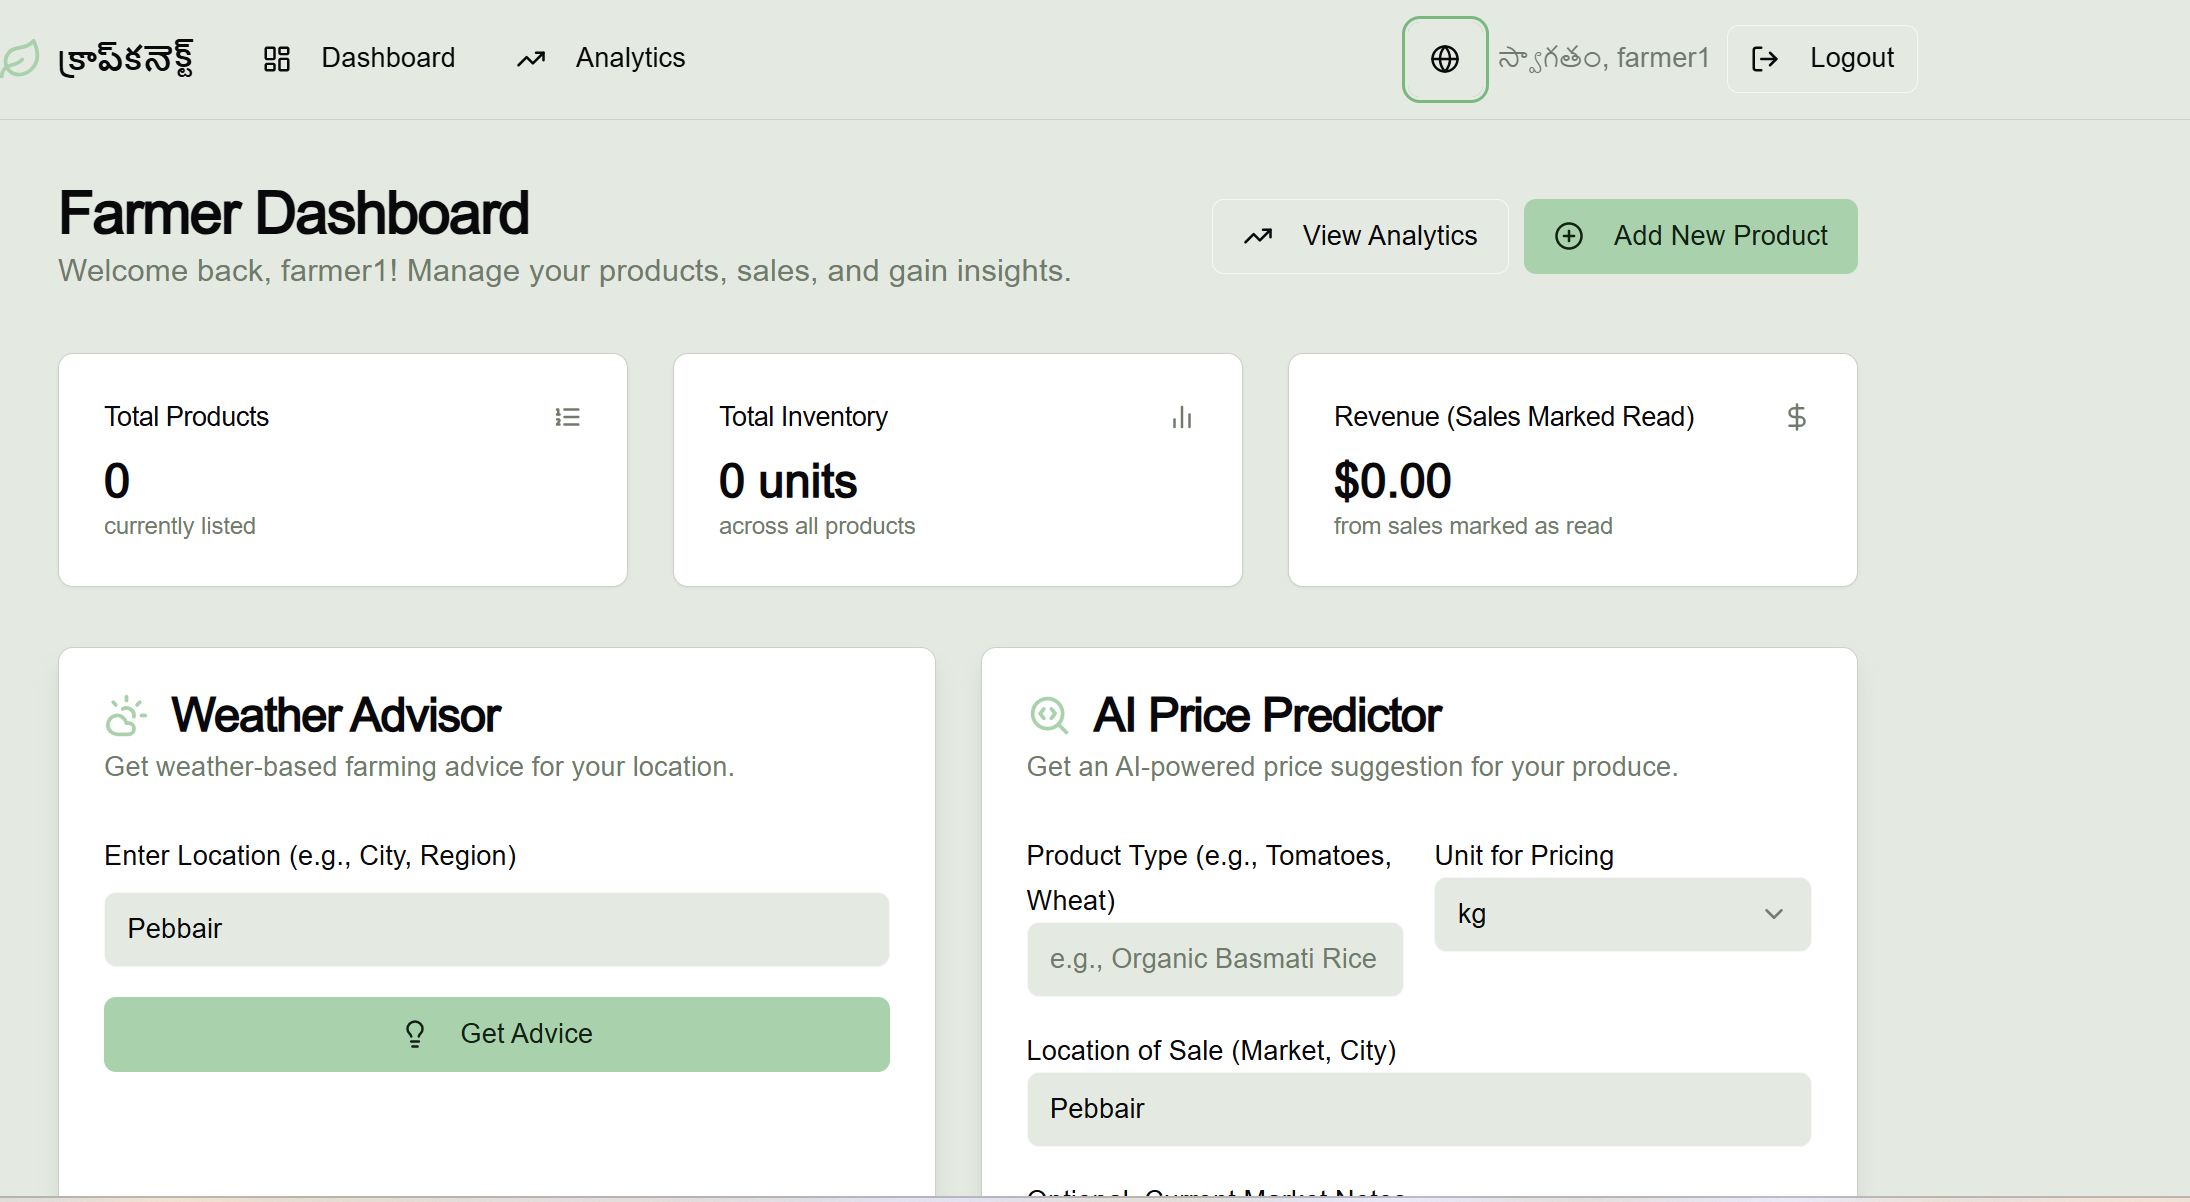 క్రాప్‌కనెక్ట్
Dashboard
Analytics
స్వాగతం, farmer1
Logout
Farmer Dashboard
Welcome back, farmer1! Manage your products, sales, and gain insights.
View Analytics
Add New Product
Total Products
0
currently listed
Total Inventory
0 units
across all products
Revenue (Sales Marked Read)
$0.00
from sales marked as read
Weather Advisor
Get weather-based farming advice for your location.
Enter Location (e.g., City, Region)
Pebbair
Get Advice
AI Price Predictor
Get an AI-powered price suggestion for your produce.
Product Type (e.g., Tomatoes,
Wheat)
e.g., Organic Basmati Rice
Unit for Pricing
kg
Location of Sale (Market, City)
Pebbair
Optional: Current Market Notes